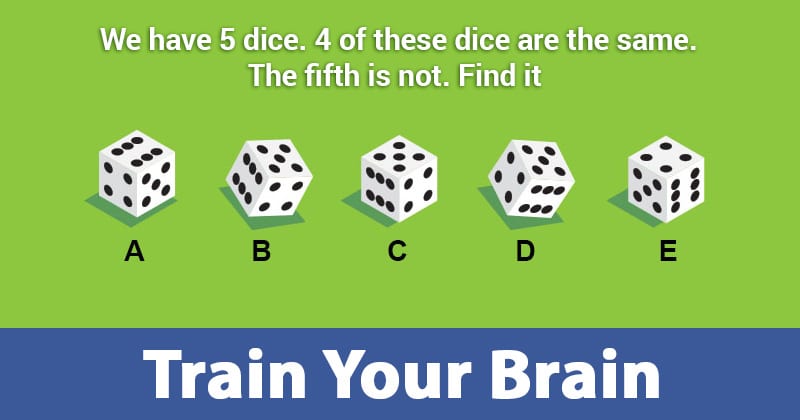 We have 5 dice. 4 of these dice are the same.
The fifth is not. Find it
A B C D E
Train Your Brain